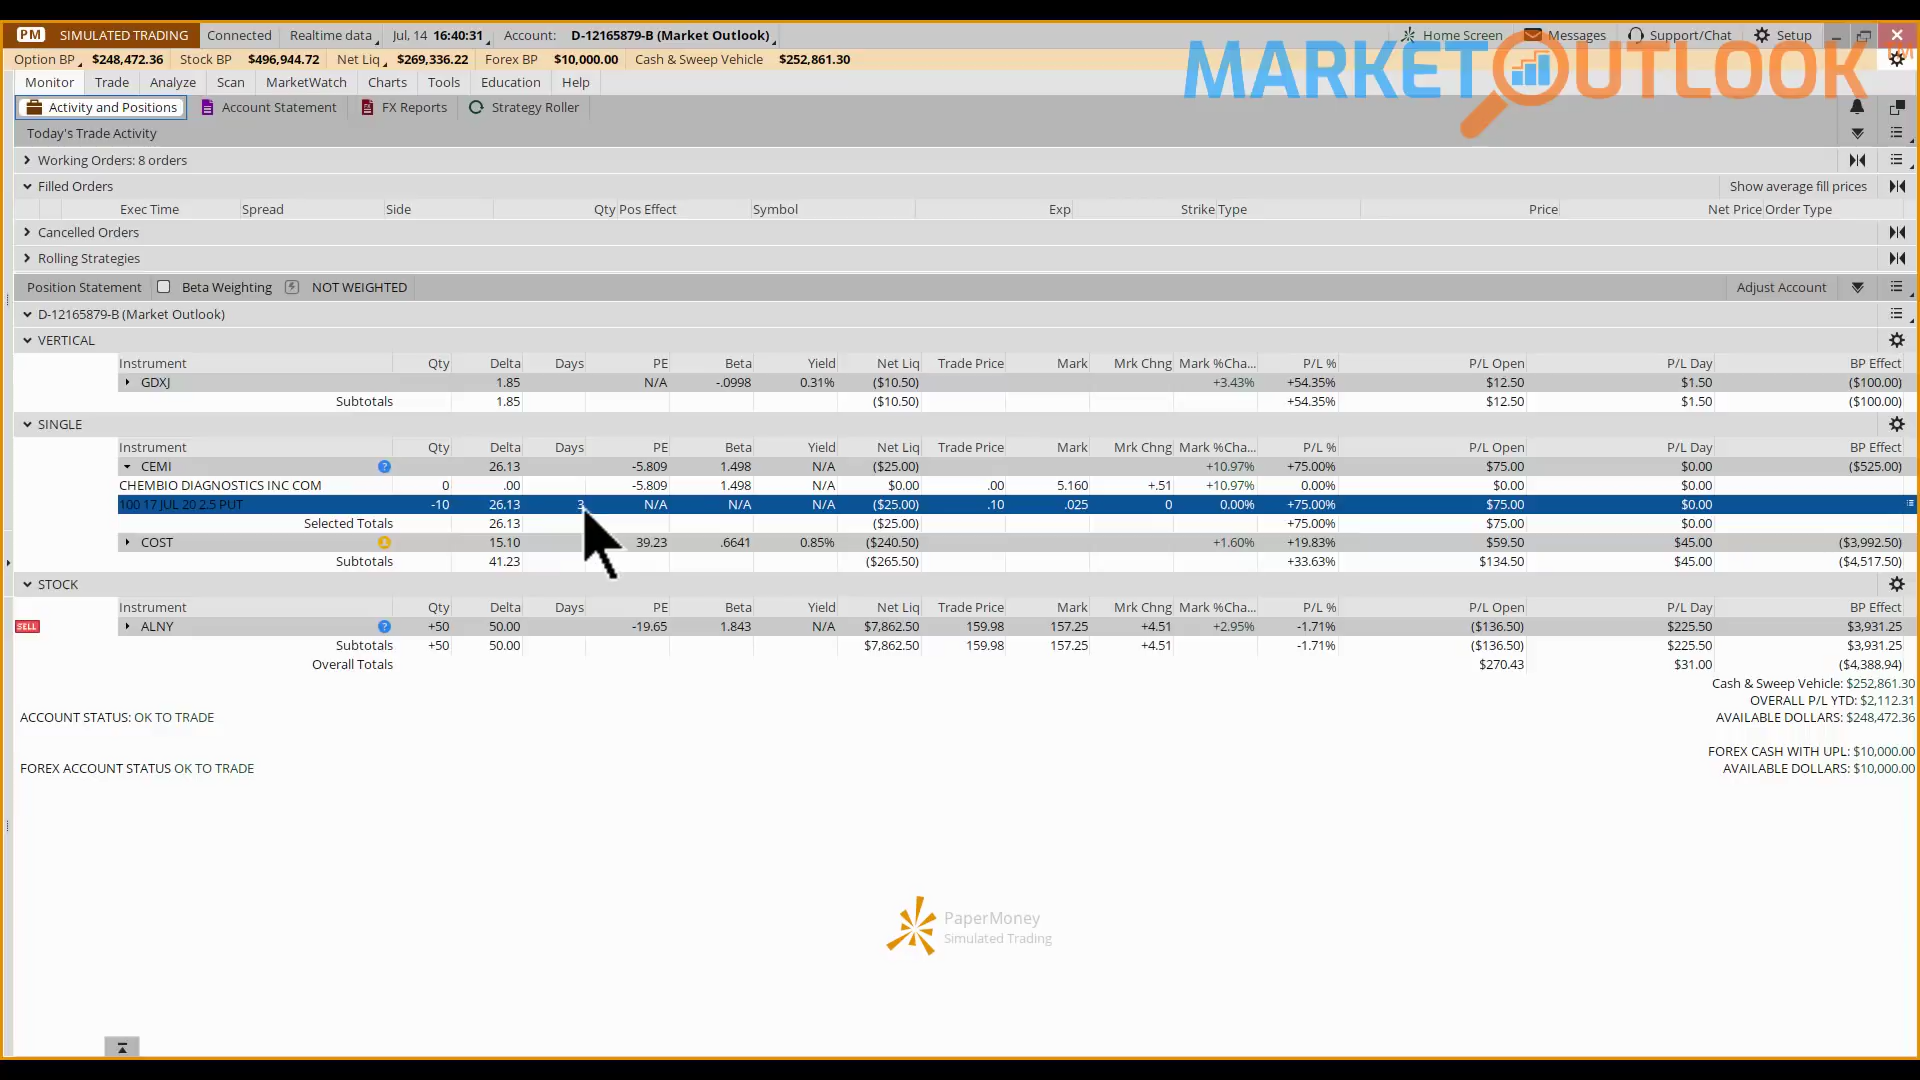 PM SIMULATED TRADING Connected Realtime data Jul, 14 16:40:31 Account: D-12165879-B (Market Outlook) Home Screen Messages Support/Chat Setup
Option BP $248,472.36 Stock BP $496,944.72 Net Liq $269,336.22 Forex BP $10,000.00 Cash & Sweep Vehicle $252,861.30
MARKETOUTLOOK
Monitor Trade Analyze Scan MarketWatch Charts Tools Education Help
Activity and Positions Account Statement FX Reports Strategy Roller
Today's Trade Activity
Working Orders: 8 orders
Filled Orders Show average fill prices
Exec Time Spread Side Qty Pos Effect Symbol Exp Strike Type Price Net Price Order Type
Cancelled Orders
Rolling Strategies
Position Statement Beta Weighting NOT WEIGHTED Adjust Account
D-12165879-B (Market Outlook)
VERTICAL
Instrument Qty Delta Days PE Beta Yield Net Liq Trade Price Mark Mrk Chng Mark %Cha... P/L % P/L Open P/L Day BP Effect
GDXJ 1.85 N/A -.0998 0.31% ($10.50) +3.43% +54.35% $12.50 $1.50 ($100.00)
Subtotals 1.85 ($10.50) +54.35% $12.50 $1.50 ($100.00)
SINGLE
Instrument Qty Delta Days PE Beta Yield Net Liq Trade Price Mark Mrk Chng Mark %Cha... P/L % P/L Open P/L Day BP Effect
CEMI 26.13 -5.809 1.498 N/A ($25.00) +10.97% +75.00% $75.00 $0.00 ($525.00)
CHEMBIO DIAGNOSTICS INC COM 0 .00 -5.809 1.498 N/A $0.00 .00 5.160 +.51 +10.97% 0.00% $0.00 $0.00
100 17 JUL 20 2.5 PUT -10 26.13 3 N/A N/A N/A ($25.00) .10 .025 0 0.00% +75.00% $75.00 $0.00
Selected Totals 26.13 ($25.00) +75.00% $75.00 $0.00
COST 15.10 39.23 .6641 0.85% ($240.50) +1.60% +19.83% $59.50 $45.00 ($3,992.50)
Subtotals 41.23 ($265.50) +33.63% $134.50 $45.00 ($4,517.50)
STOCK
Instrument Qty Delta Days PE Beta Yield Net Liq Trade Price Mark Mrk Chng Mark %Cha... P/L % P/L Open P/L Day BP Effect
SELL ALNY +50 50.00 -19.65 1.843 N/A $7,862.50 159.98 157.25 +4.51 +2.95% -1.71% ($136.50) $225.50 $3,931.25
Subtotals +50 50.00 $7,862.50 159.98 157.25 +4.51 -1.71% ($136.50) $225.50 $3,931.25
Overall Totals $270.43 $31.00 ($4,388.94)
Cash & Sweep Vehicle: $252,861.30
OVERALL P/L YTD: $2,112.31
ACCOUNT STATUS: OK TO TRADE AVAILABLE DOLLARS: $248,472.36
FOREX CASH WITH UPL: $10,000.00
FOREX ACCOUNT STATUS OK TO TRADE AVAILABLE DOLLARS: $10,000.00
PaperMoney
Simulated Trading